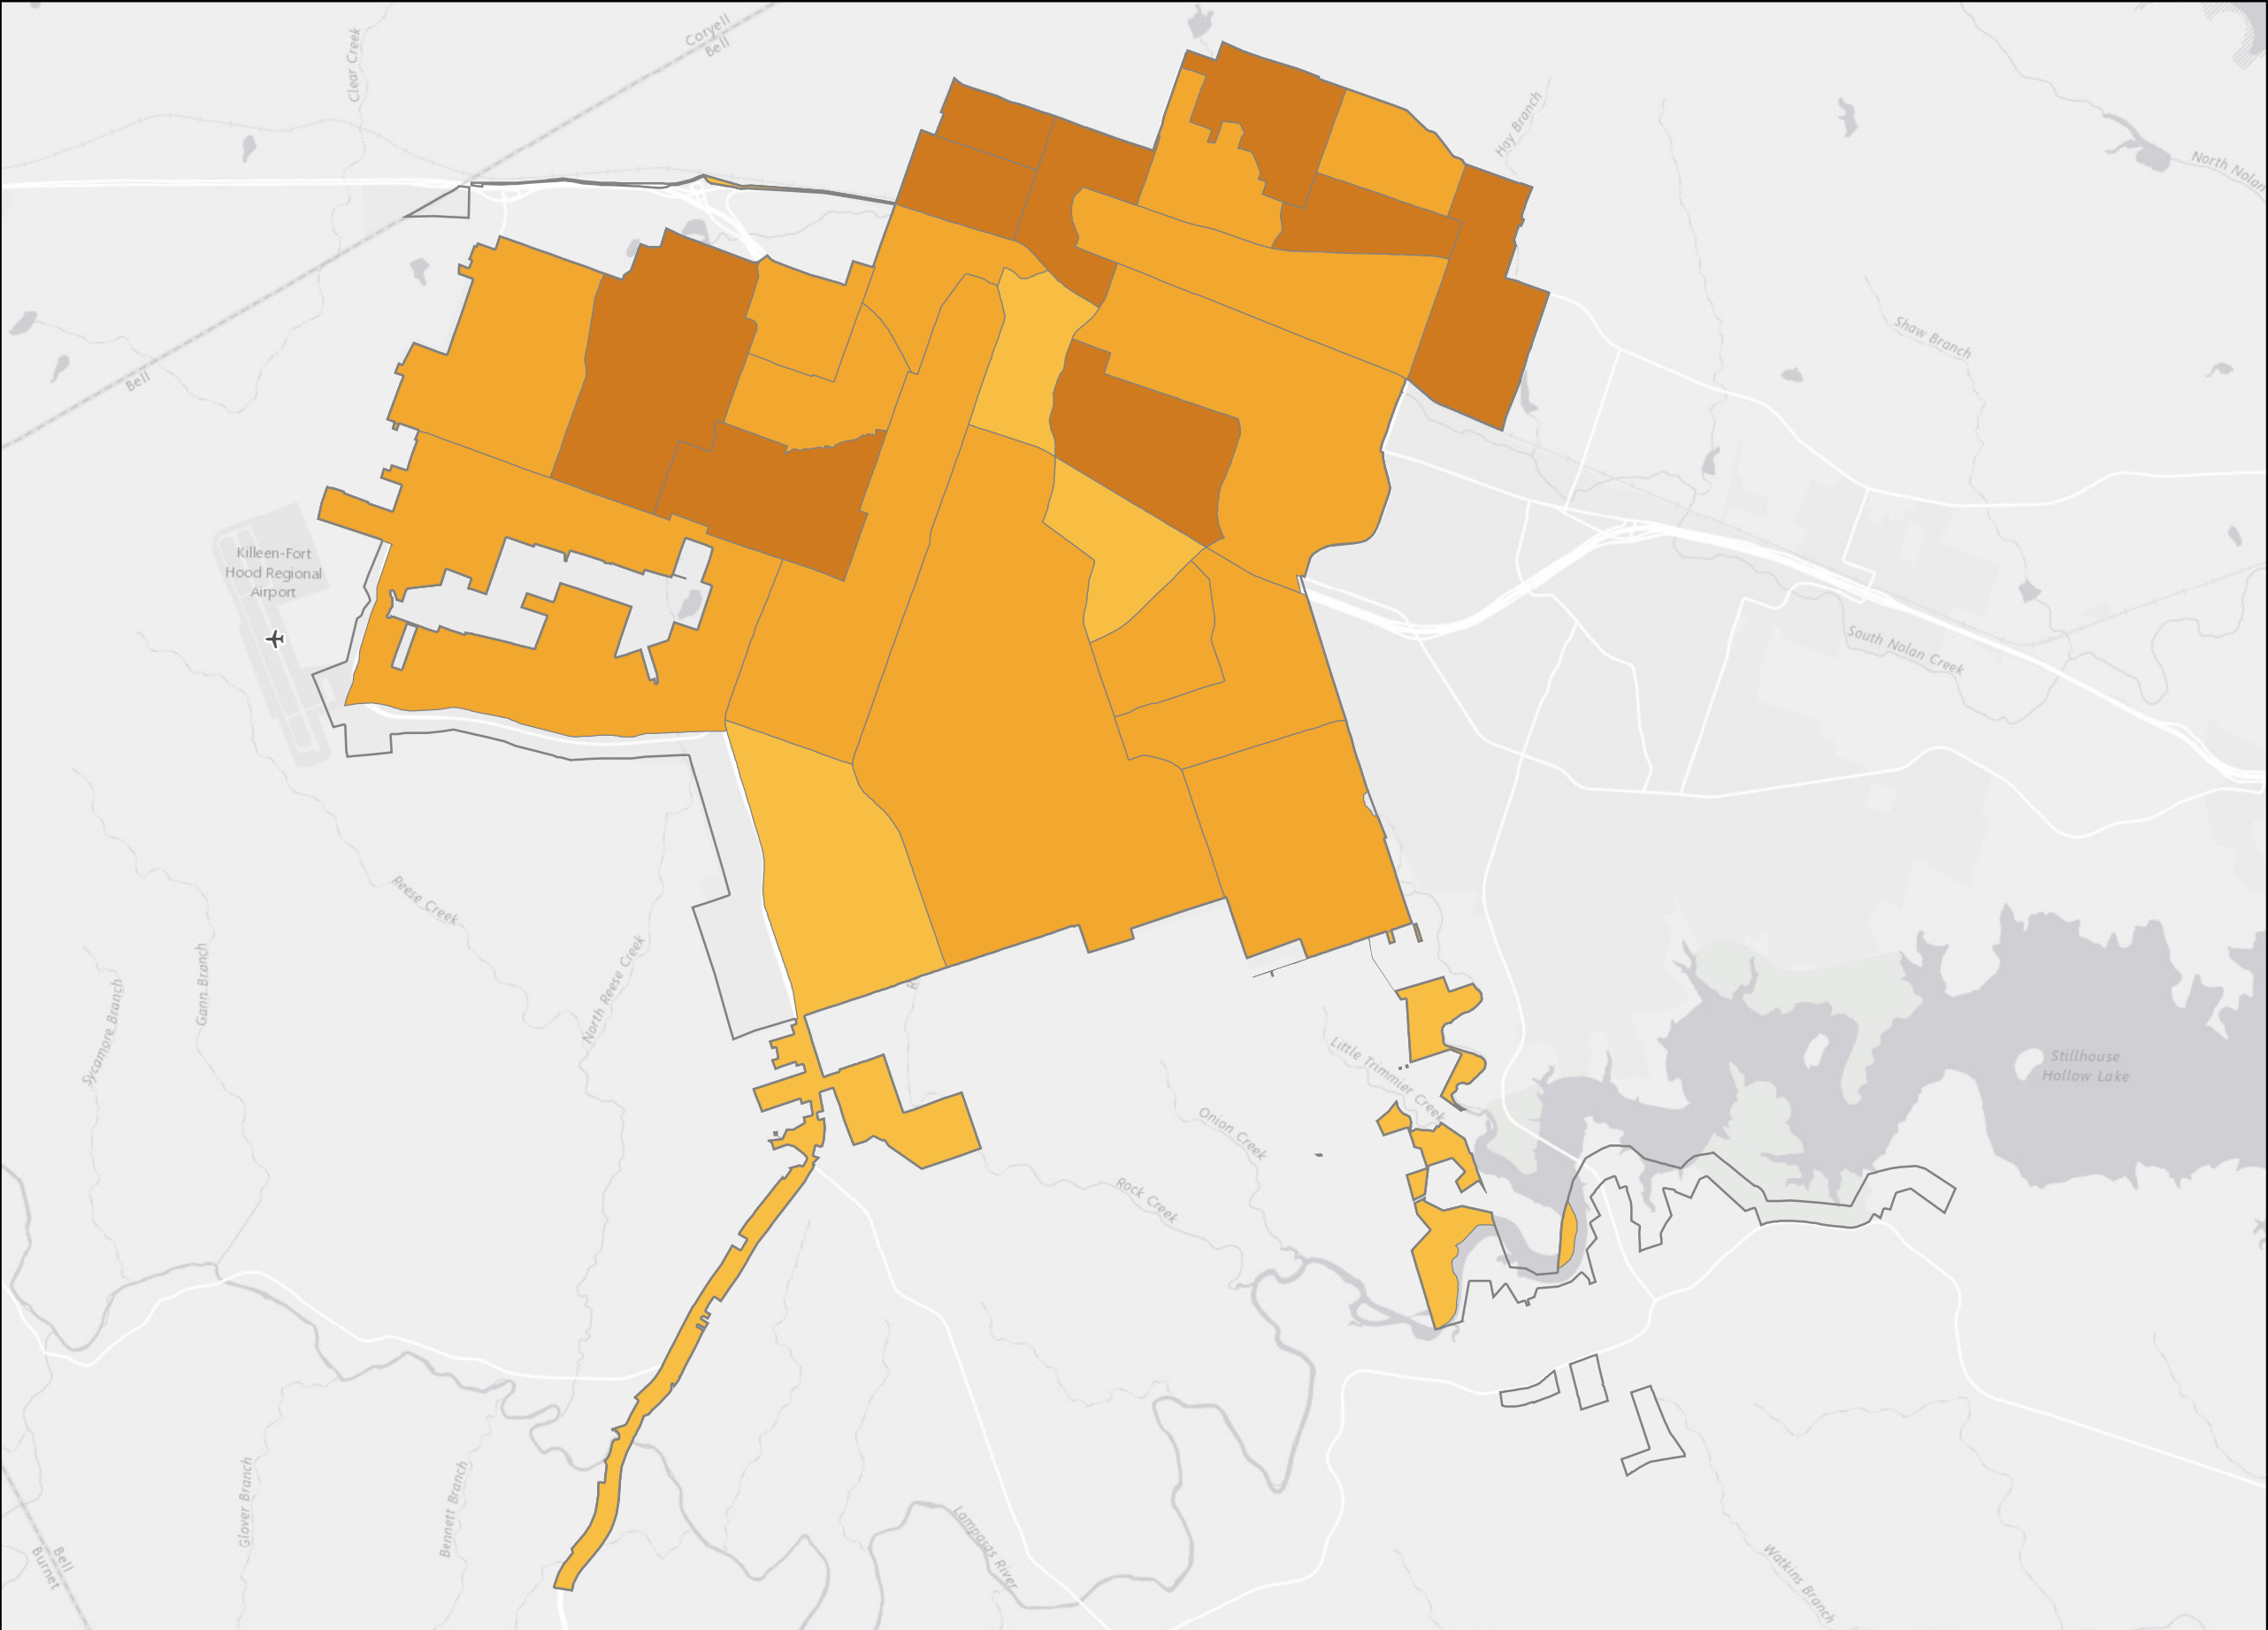 Coryell
Bell
Clear Creek
Hay Branch
North Nolan
Bell
Shaw Branch
Killeen-Fort
Hood Regional
Airport
South Nolan Creek
Reese Creek
Gann Branch
North Reese Creek
Sycamore Branch
Little Trimmier Creek
Stillhouse
Hollow Lake
Onion Creek
Rock Creek
Glover Branch
Bennett Branch
Lampasas River
Bell
Burnet
Watkins Branch